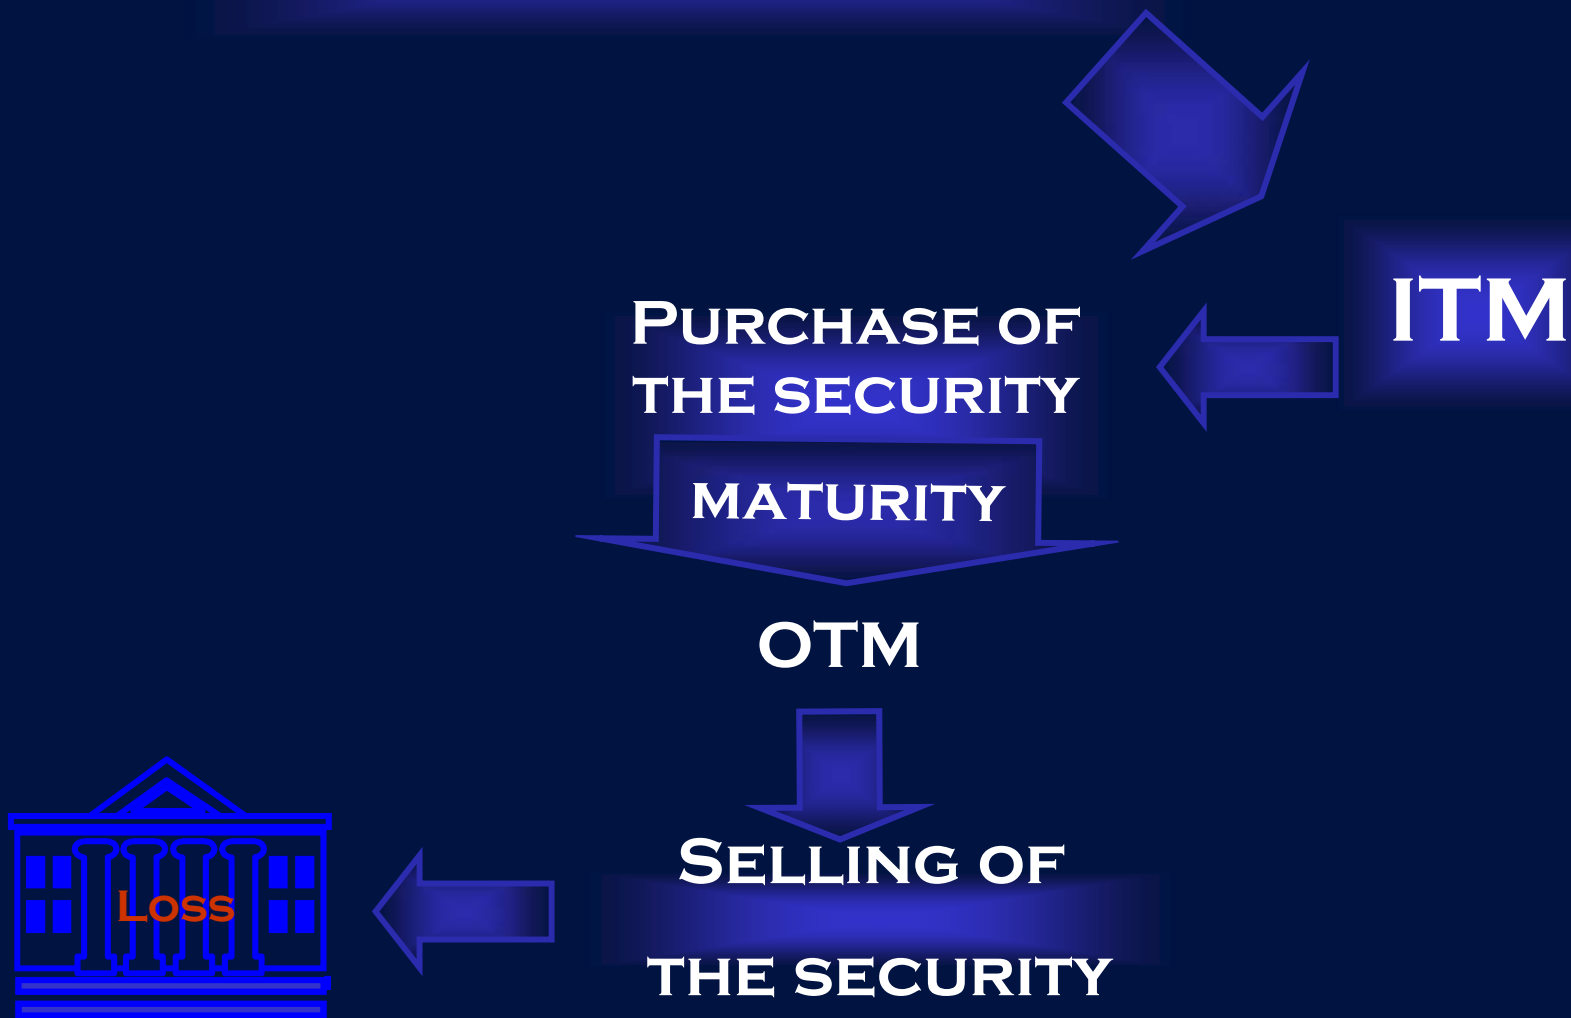 ITM
PURCHASE OF
THE SECURITY
MATURITY
OTM
SELLING OF
THE SECURITY
LOSS